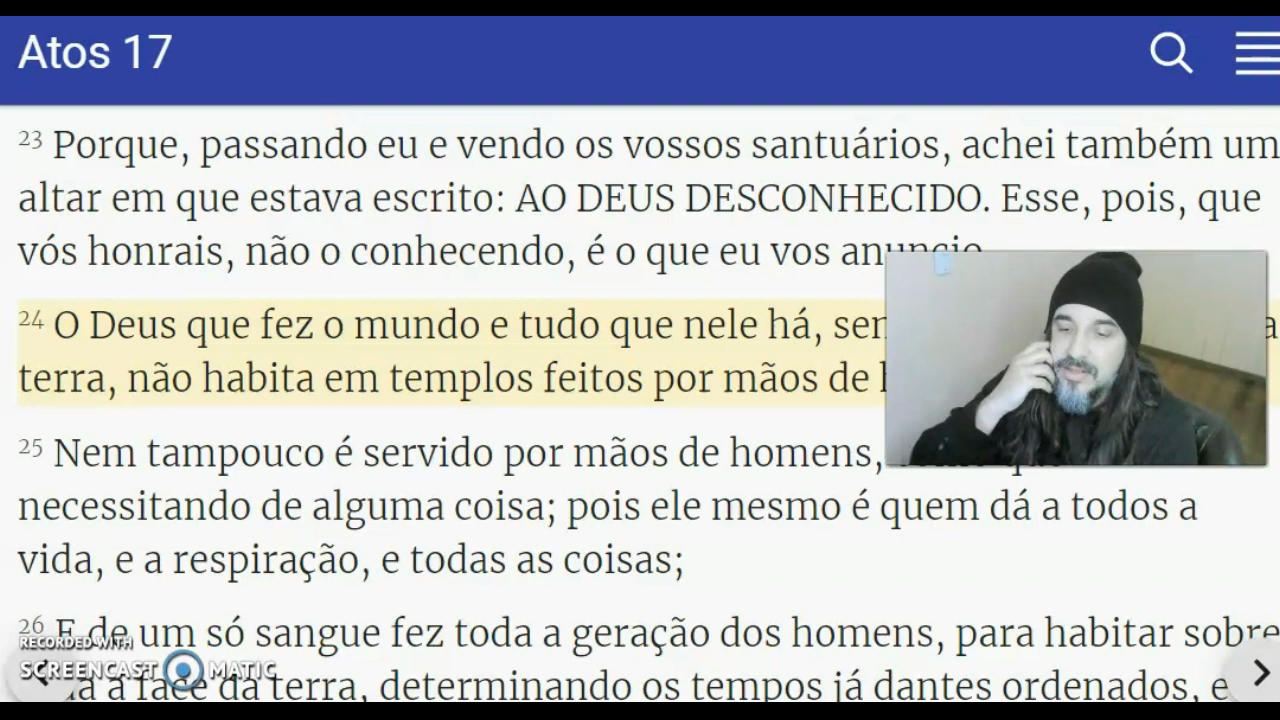 Atos 17
23 Porque, passando eu e vendo os vossos santuários, achei também um
altar em que estava escrito: AO DEUS DESCONHECIDO. Esse, pois, que
vós honrais, não o conhecendo, é o que eu vos anuncio
24 O Deus que fez o mundo e tudo que nele há, a
terra, não habita em templos feitos por mãos de
25 Nem tampouco é servido por mãos de homens,
necessitando de alguma coisa; pois ele mesmo é quem dá a todos a
vida, e a respiração, e todas as coisas;
26 E de um só sangue fez toda a geração dos homens, para habitar sobre
a face da terra, determinando os tempos já dantes ordenados, e
RECORDED WITH
SCREENCAST MATIC